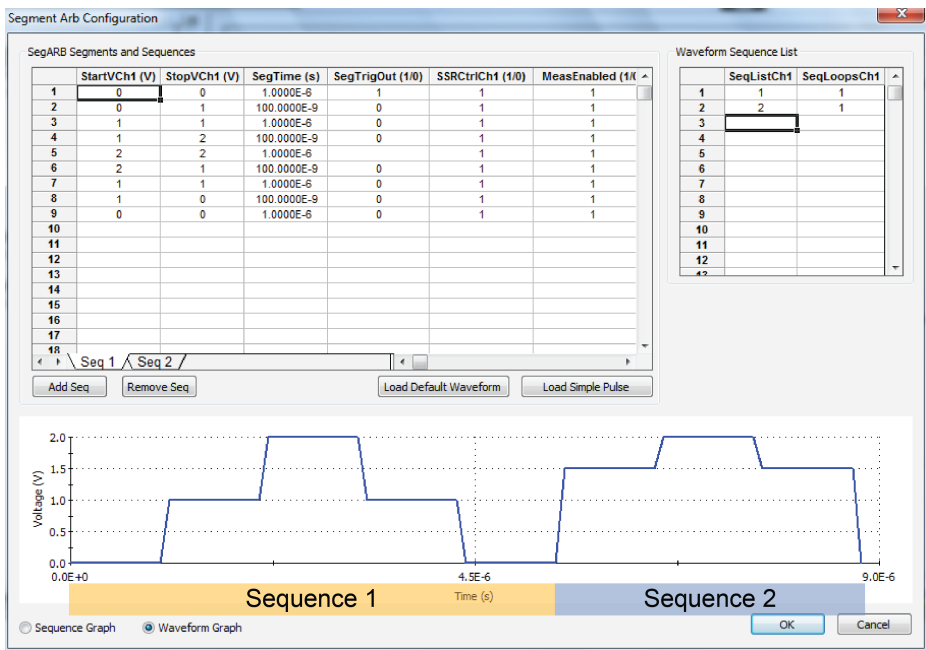 Segment Arb Configuration
SegARB Segments and Sequences
StartVCh1 (V) StopVCh1 (V) SegTime (s) SegTrigOut (1/0) SSRCtrlCh1 (1/0) MeasEnabled (1/(
1 0 0 1.0000E-6 1 1 1
2 0 1 100.0000E-9 0 1 1
3 1 1 1.0000E-6 0 1 1
4 1 2 100.0000E-9 0 1 1
5 2 2 1.0000E-6 1 1
6 2 1 100.0000E-9 0 1 1
7 1 1 1.0000E-6 0 1 1
8 1 0 100.0000E-9 0 1 1
9 0 0 1.0000E-6 0 1 1
10
11
12
13
14
15
16
17
18
Seq 1 Seq 2
Add Seq Remove Seq Load Default Waveform Load Simple Pulse
Waveform Sequence List
SeqListCh1 SeqLoopsCh1
1 1 1
2 2 1
3
4
5
6
7
8
9
10
11
12
13
2.0
1.5
1.0
0.5
0.0
Voltage (V)
0.0E+0 4.5E-6 9.0E-6
Sequence 1 Time (s) Sequence 2
Sequence Graph Waveform Graph OK Cancel